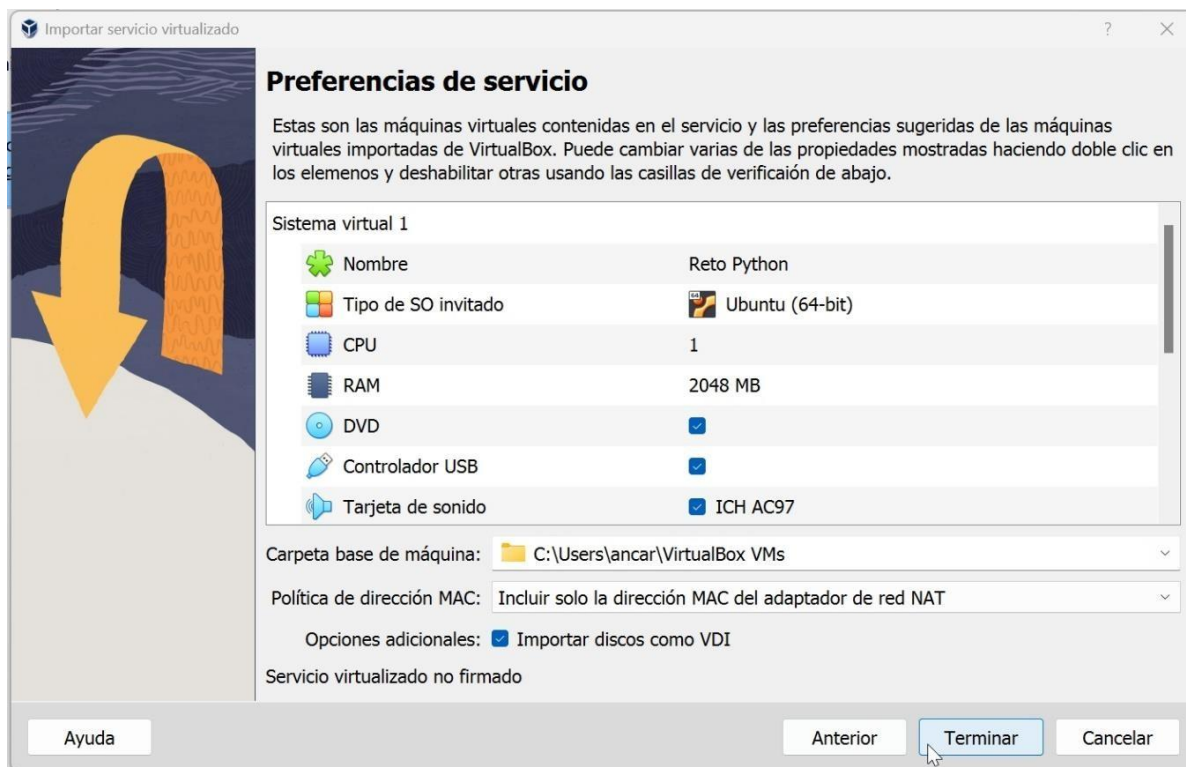 Importar servicio virtualizado
?
Preferencias de servicio
Estas son las máquinas virtuales contenidas en el servicio y las preferencias sugeridas de las máquinas
virtuales importadas de VirtualBox. Puede cambiar varias de las propiedades mostradas haciendo doble clic en
los elemenos y deshabilitar otras usando las casillas de verificaión de abajo.
Sistema virtual 1
Nombre Reto Python
Tipo de SO invitado 64 Ubuntu (64-bit)
CPU 1
RAM 2048 MB
DVD
Controlador USB
Tarjeta de sonido ICH AC97
Carpeta base de máquina: C:\Users\ancar\VirtualBox VMs
Política de dirección MAC: Incluir solo la dirección MAC del adaptador de red NAT
Opciones adicionales: Importar discos como VDI
Servicio virtualizado no firmado
Ayuda Anterior Terminar Cancelar